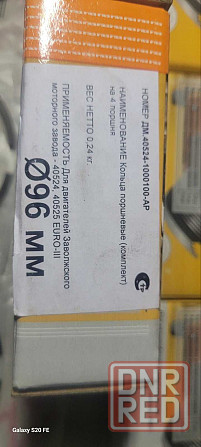 НОМЕР ДМ.40524-1000100-АР
НАИМЕНОВАНИЕ Кольца поршневые (комплект)
на 4 поршня
ВЕС НЕТТО 0,24 кг.
ПРИМЕНЯЕМОСТЬ Для двигателей Заволжского
моторного завода - 40524, 40525 EURO-III
Ø96 мм
Galaxy S20 FE
DNR
RED